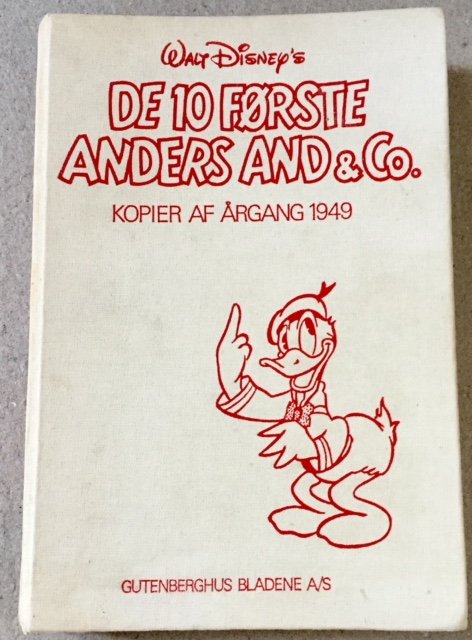 Walt Disney's
DE 10 FØRSTE
ANDERS AND & Co.
KOPIER AF ÅRGANG 1949
GUTENBERGHUS BLADENE A/S